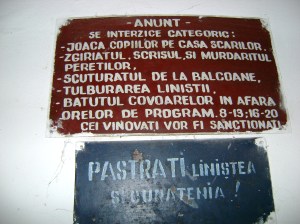 - ANUNT -
SE INTERZICE CATEGORIC:
- JOACA COPIILOR PE CASA SCARILOR,
- ZGIRIATUL, SCRISUL, SI MURDARITUL
PERETILOR,
- SCUTURATUL DE LA BALCOANE,
- TULBURAREA LINISTII,
- BATUTUL COVOARELOR IN AFARA
ORELOR DE PROGRAM. 8-13;16-20
CEI VINOVATI VOR FI SANCTIONATI
PASTRATI LINISTEA
SI CURATENIA!